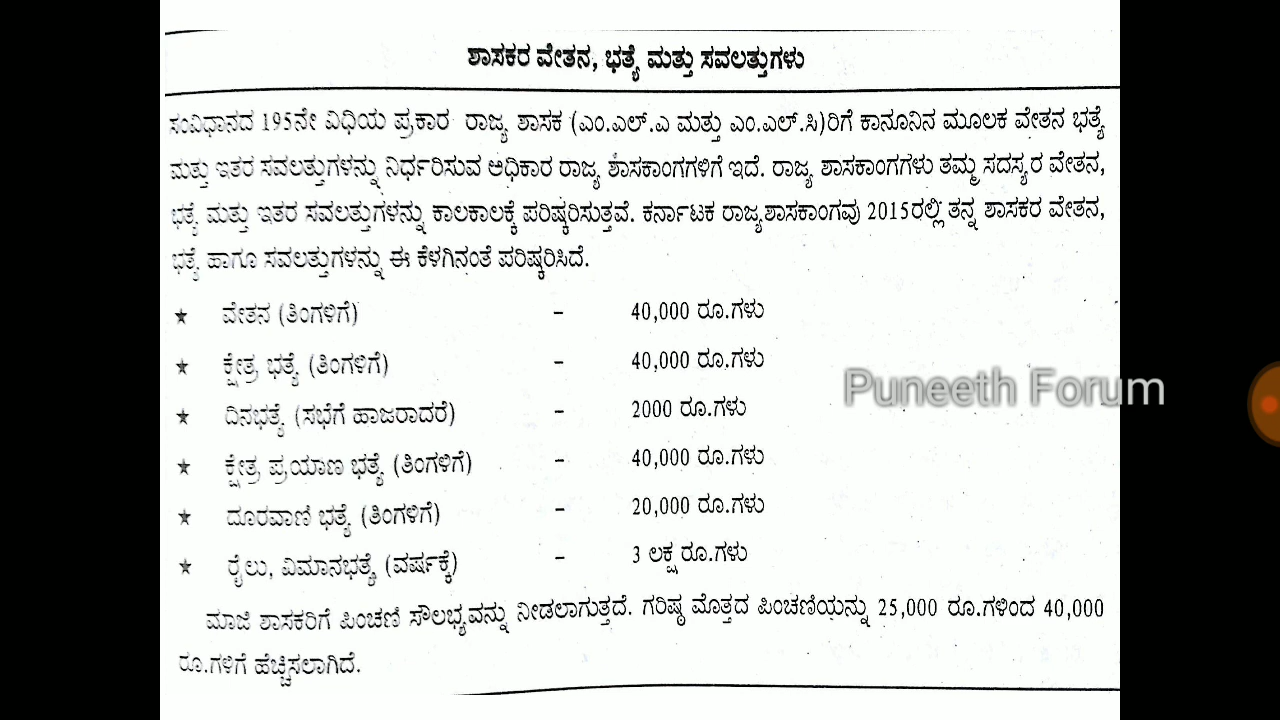 ಶಾಸಕರ ವೇತನ, ಭತ್ಯೆ ಮತ್ತು ಸವಲತ್ತುಗಳು
ಸಂವಿಧಾನದ 195ನೇ ವಿಧಿಯ ಪ್ರಕಾರ ರಾಜ್ಯ ಶಾಸಕ (ಎಂ.ಎಲ್.ಎ ಮತ್ತು ಎಂ.ಎಲ್.ಸಿ)ರಿಗೆ ಕಾನೂನಿನ ಮೂಲಕ ವೇತನ ಭತ್ಯೆ
ಮತ್ತು ಇತರ ಸವಲತ್ತುಗಳನ್ನು ನಿರ್ಧರಿಸುವ ಅಧಿಕಾರ ರಾಜ್ಯ ಶಾಸಕಾಂಗಗಳಿಗೆ ಇದೆ. ರಾಜ್ಯ ಶಾಸಕಾಂಗಗಳು ತಮ್ಮ ಸದಸ್ಯರ ವೇತನ,
ಭತ್ಯೆ ಮತ್ತು ಇತರ ಸವಲತ್ತುಗಳನ್ನು ಕಾಲಕಾಲಕ್ಕೆ ಪರಿಷ್ಕರಿಸುತ್ತವೆ. ಕರ್ನಾಟಕ ರಾಜ್ಯಶಾಸಕಾಂಗವು 2015ರಲ್ಲಿ ತನ್ನ ಶಾಸಕರ ವೇತನ,
ಭತ್ಯೆ ಹಾಗೂ ಸವಲತ್ತುಗಳನ್ನು ಈ ಕೆಳಗಿನಂತೆ ಪರಿಷ್ಕರಿಸಿದೆ.
★ ವೇತನ (ತಿಂಗಳಿಗೆ) – 40,000 ರೂ.ಗಳು
★ ಕ್ಷೇತ್ರ ಭತ್ಯೆ (ತಿಂಗಳಿಗೆ) – 40,000 ರೂ.ಗಳು
Puneeth Forum
★ ದಿನಭತ್ಯೆ (ಸಭೆಗೆ ಹಾಜರಾದರೆ) – 2000 ರೂ.ಗಳು
★ ಕ್ಷೇತ್ರ ಪ್ರಯಾಣ ಭತ್ಯೆ (ತಿಂಗಳಿಗೆ) – 40,000 ರೂ.ಗಳು
★ ದೂರವಾಣಿ ಭತ್ಯೆ (ತಿಂಗಳಿಗೆ) – 20,000 ರೂ.ಗಳು
★ ರೈಲು, ವಿಮಾನಭತ್ಯೆ (ವರ್ಷಕ್ಕೆ) – 3 ಲಕ್ಷ ರೂ.ಗಳು
ಮಾಜಿ ಶಾಸಕರಿಗೆ ಪಿಂಚಣಿ ಸೌಲಭ್ಯವನ್ನು ನೀಡಲಾಗುತ್ತದೆ. ಗರಿಷ್ಠ ಮೊತ್ತದ ಪಿಂಚಣಿಯನ್ನು 25,000 ರೂ.ಗಳಿಂದ 40,000
ರೂ.ಗಳಿಗೆ ಹೆಚ್ಚಿಸಲಾಗಿದೆ.